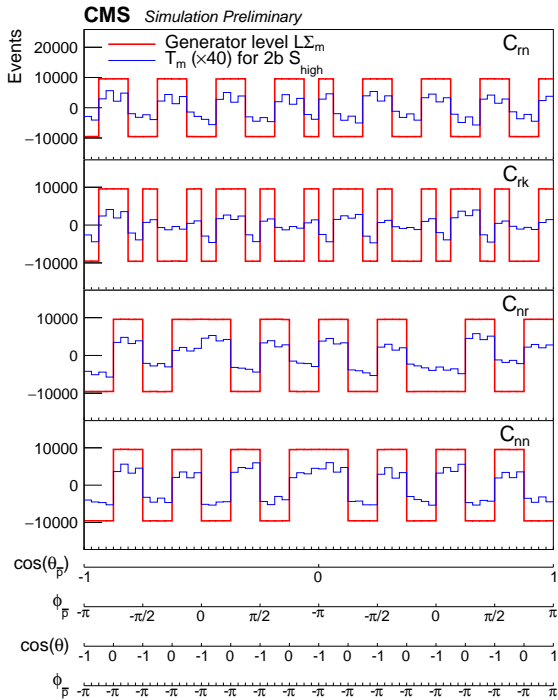 CMS Simulation Preliminary
Events
Generator level LΣm
Tm (×40) for 2b Shigh
Crn
20000
10000
0
−10000
Crk
10000
0
−10000
Cnr
10000
0
−10000
Cnn
10000
0
−10000
cos(θp̅)
-1 0 1
ϕp̅
-π -π/2 0 π/2 -π -π/2 0 π/2 π
cos(θ)
-1 0 -1 0 -1 0 -1 0 -1 0 -1 0 -1 0 -1 0 1
ϕp̅
-π -π -π -π -π -π -π -π -π -π -π -π -π -π -π -π π